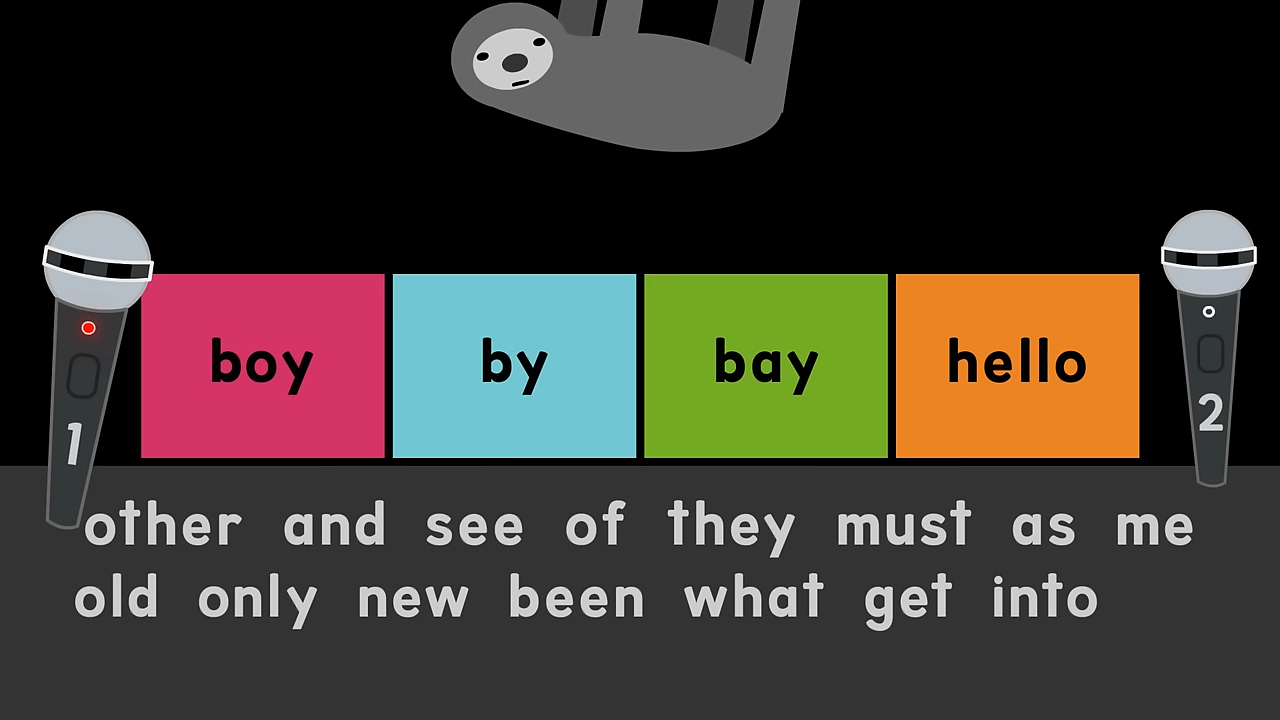 boy by bay hello
1
2
other and see of they must as me
old only new been what get into